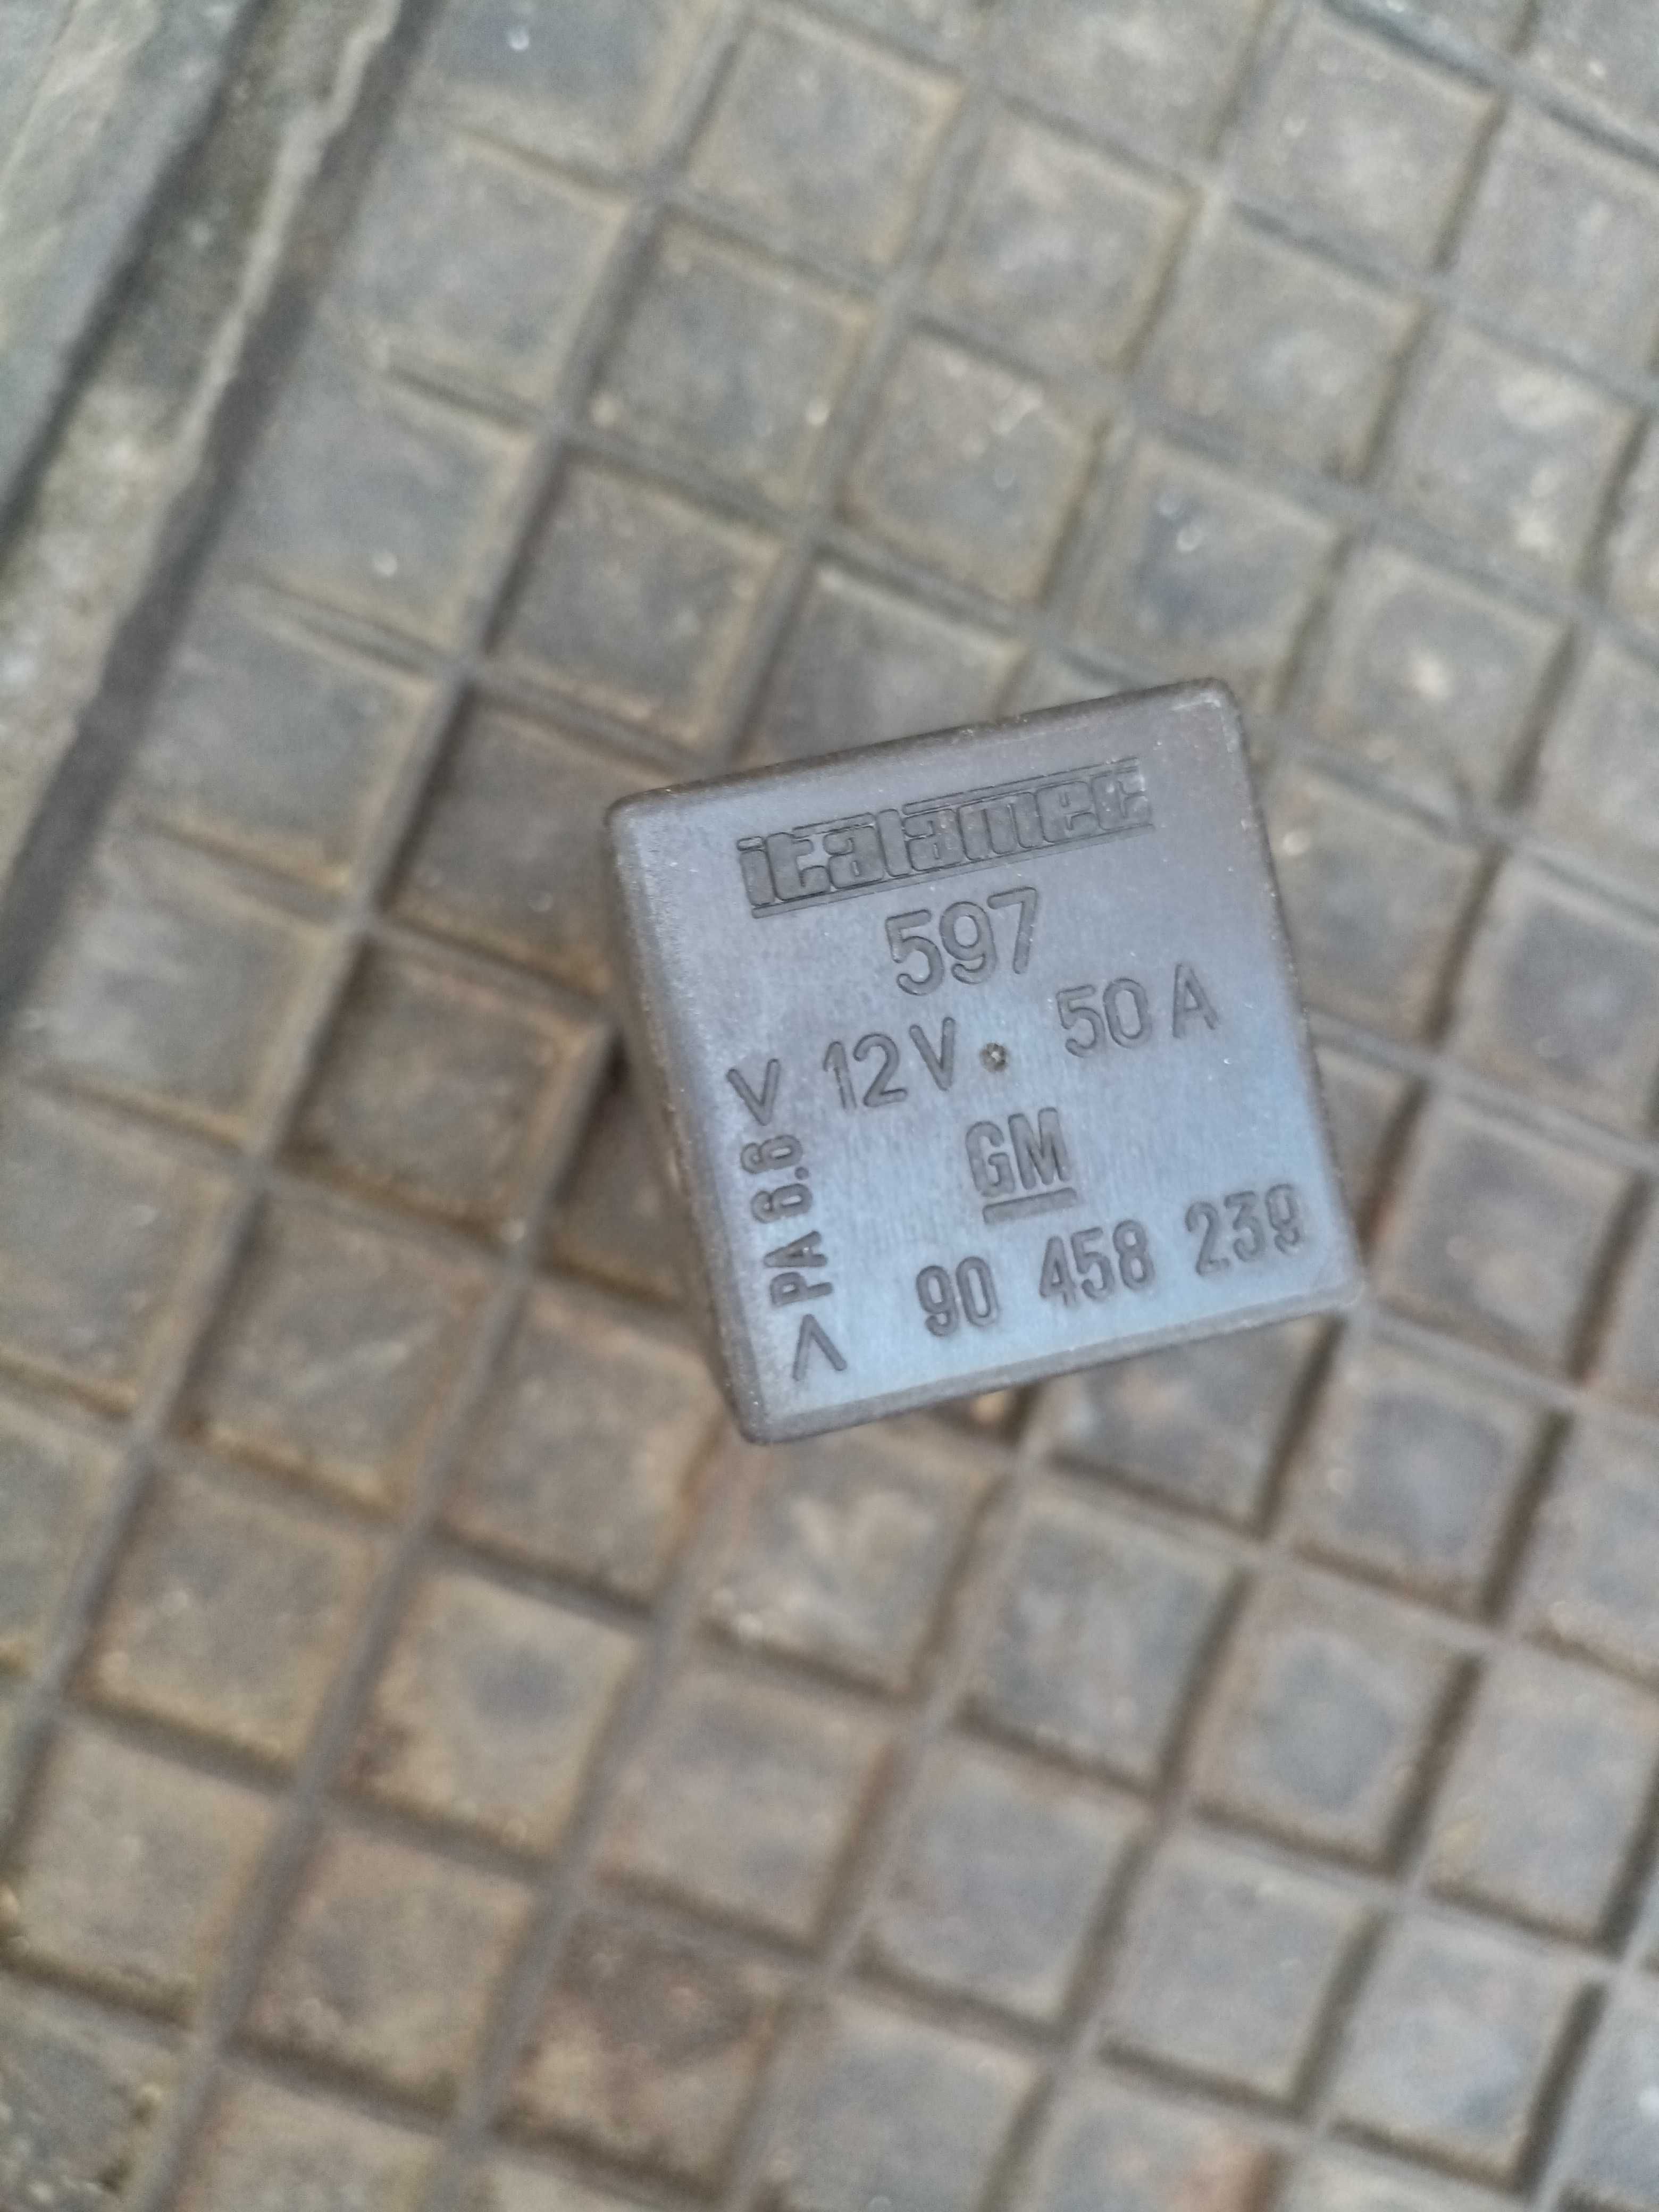 italamec
597
12V 50A
GM
90 458 239
>PA 6.6<